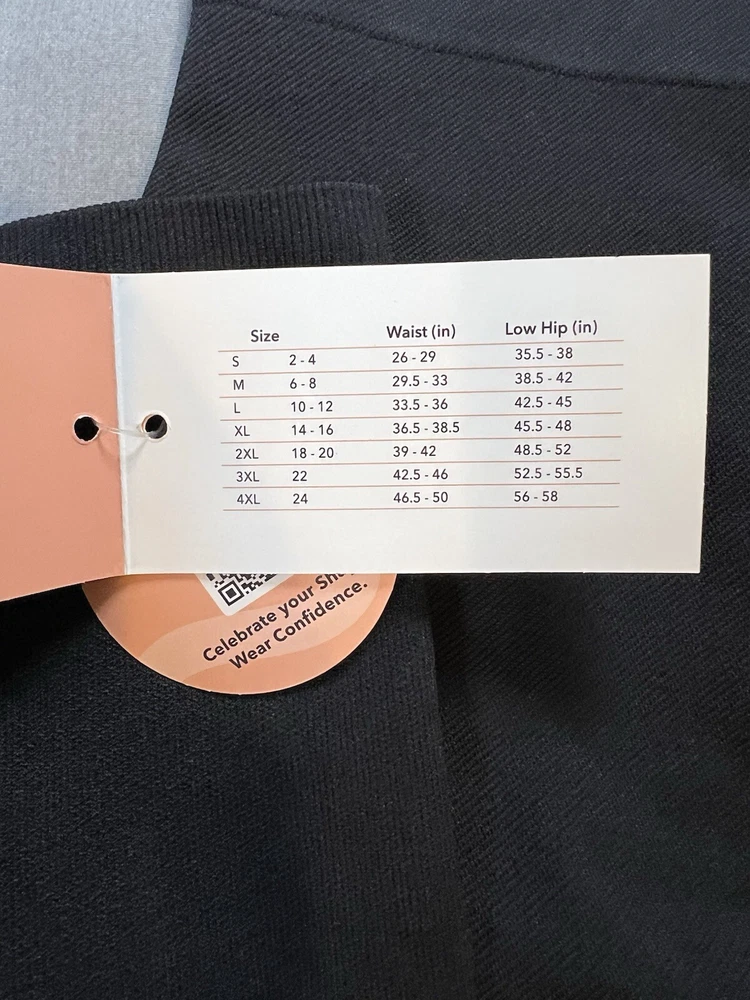 Size Waist (in) Low Hip (in)
S 2 - 4 26 - 29 35.5 - 38
M 6 - 8 29.5 - 33 38.5 - 42
L 10 - 12 33.5 - 36 42.5 - 45
XL 14 - 16 36.5 - 38.5 45.5 - 48
2XL 18 - 20 39 - 42 48.5 - 52
3XL 22 42.5 - 46 52.5 - 55.5
4XL 24 46.5 - 50 56 - 58
Celebrate your
Wear Confidence.